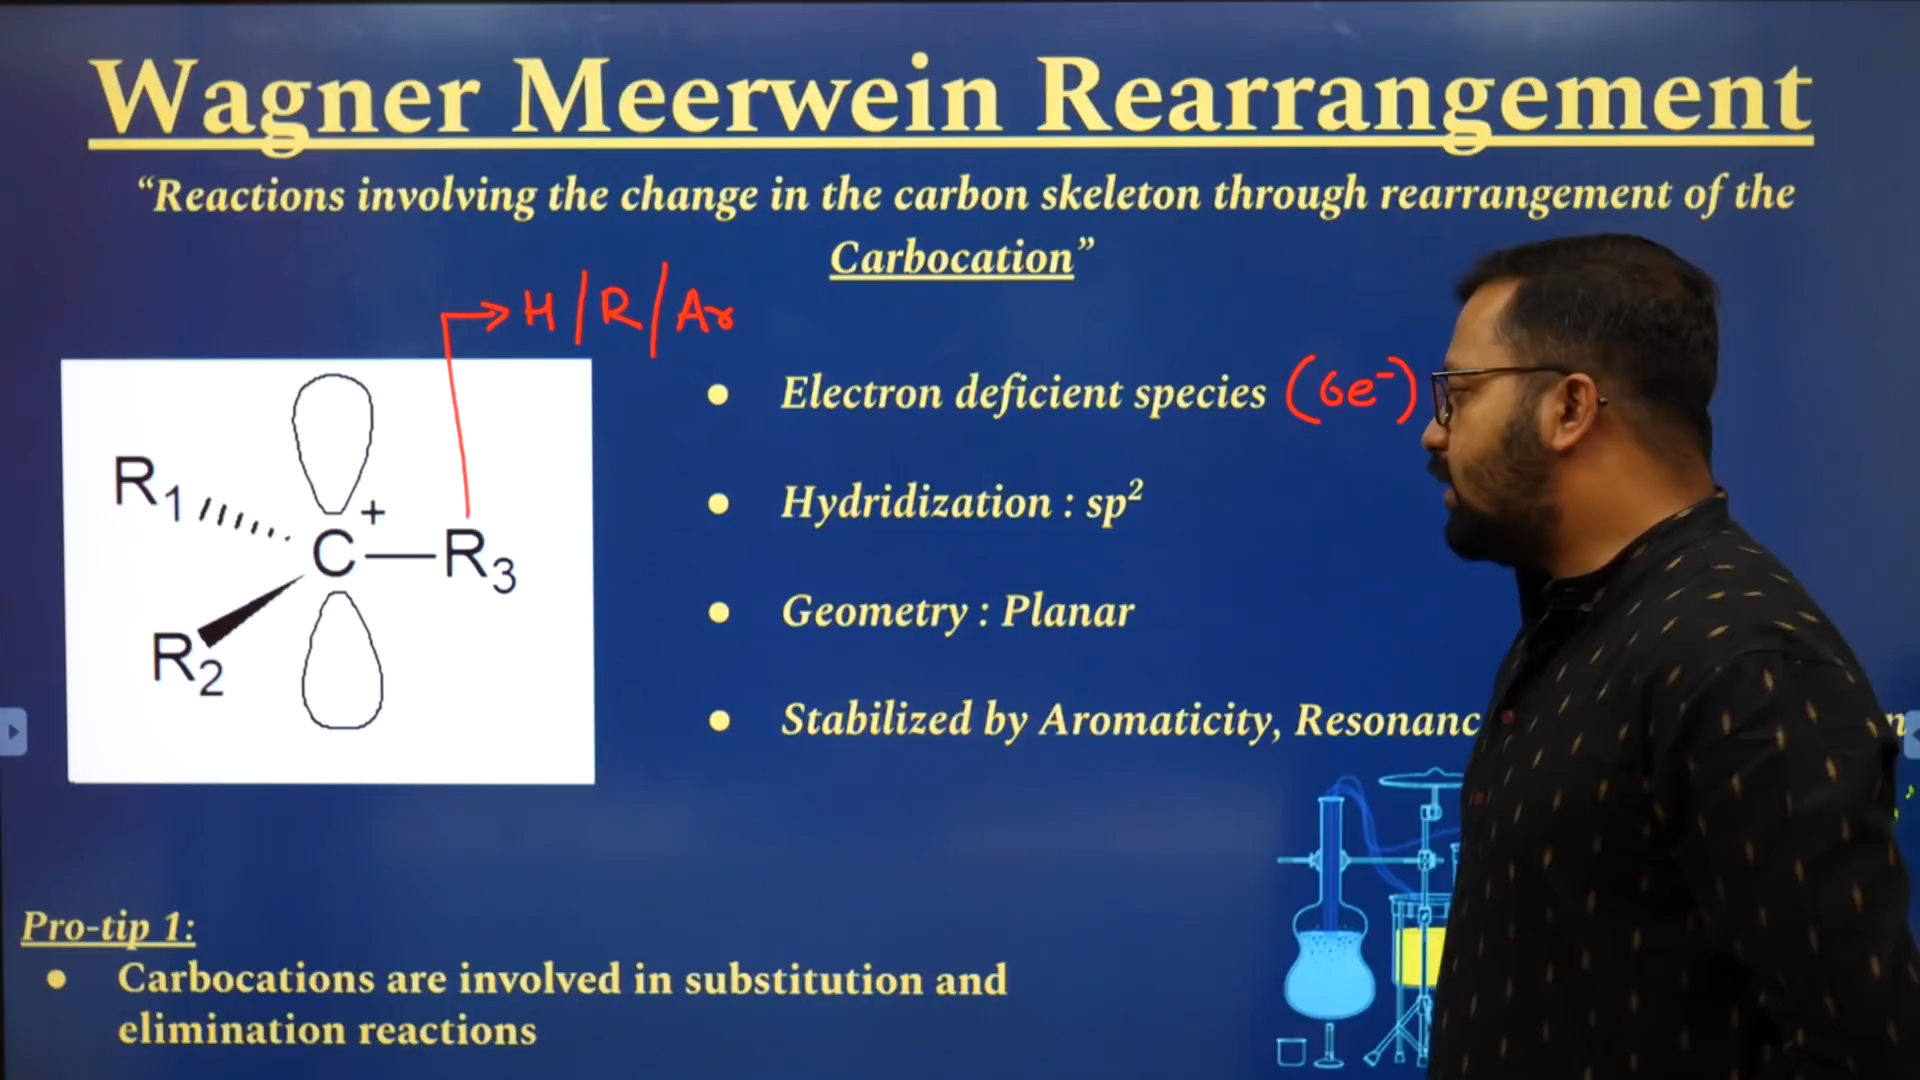 Wagner Meerwein Rearrangement
“Reactions involving the change in the carbon skeleton through rearrangement of the
Carbocation”
H/R/Ar
R1
C+—R3
R2
● Electron deficient species (6e⁻)
● Hydridization : sp²
● Geometry : Planar
● Stabilized by Aromaticity,
Pro-tip 1:
● Carbocations are involved in substitution and
elimination reactions